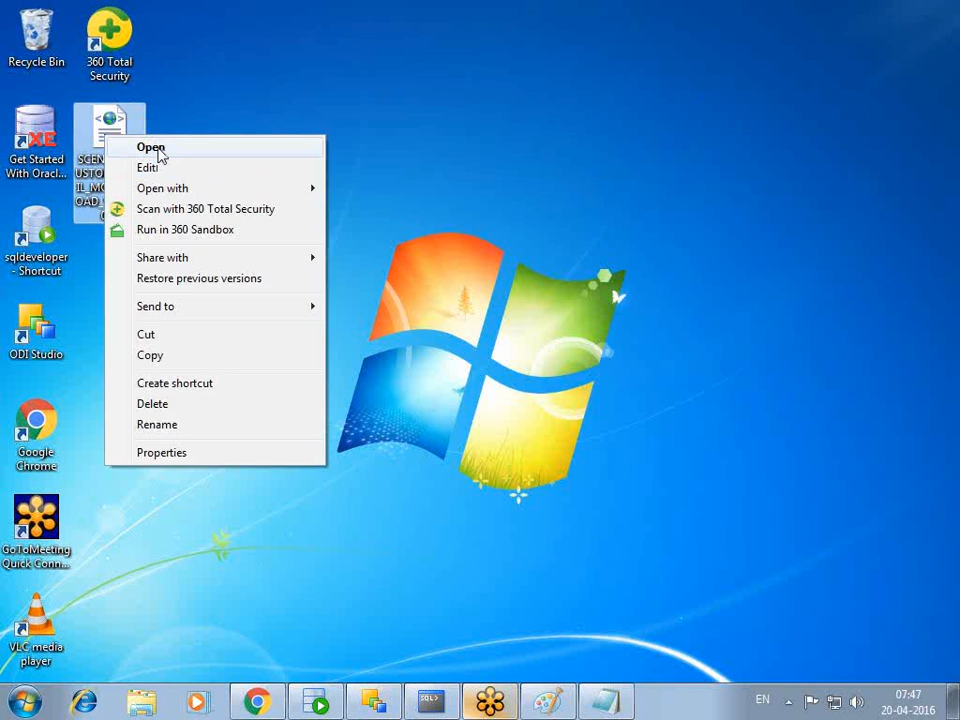 Recycle Bin
360 Total
Security
Get Started
With Oracl...
sqldeveloper
- Shortcut
ODI Studio
Google
Chrome
GoToMeeting
Quick Conn...
VLC media
player
Open
Edit
Open with
Scan with 360 Total Security
Run in 360 Sandbox
Share with
Restore previous versions
Send to
Cut
Copy
Create shortcut
Delete
Rename
Properties
XE
SQL>
EN
07:47
20-04-2016